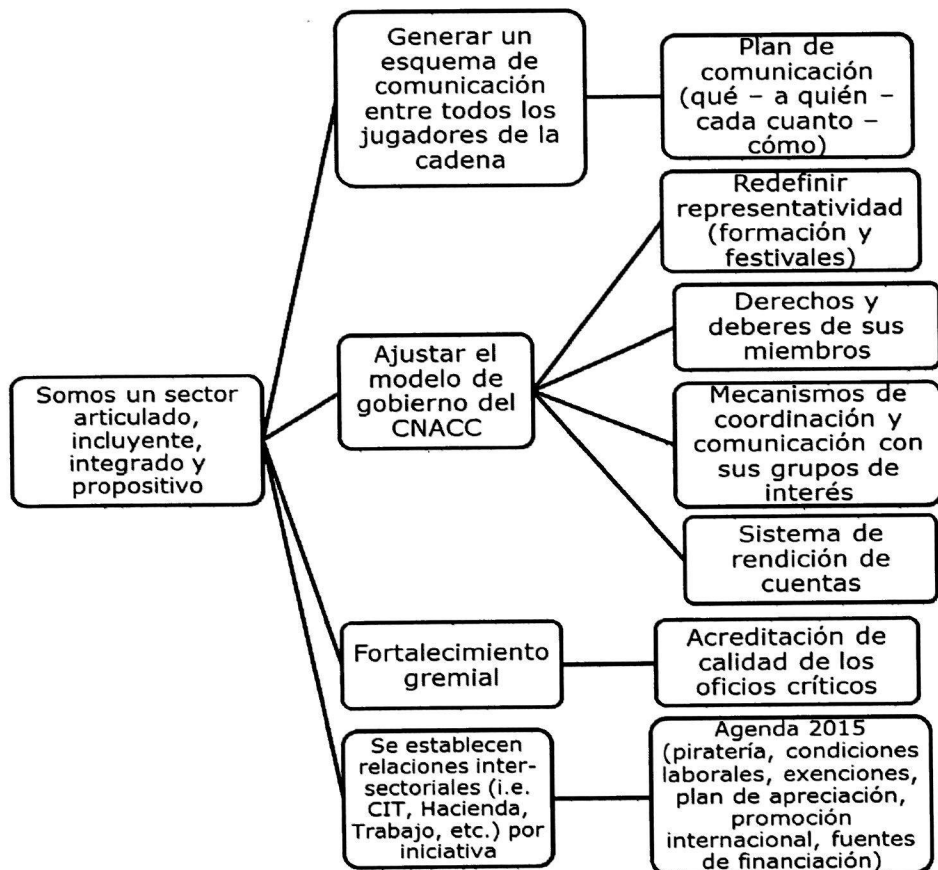 Somos un sector
articulado,
incluyente,
integrado y
propositivo
Generar un
esquema de
comunicación
entre todos los
jugadores de la
cadena
Plan de
comunicación
(qué – a quién –
cada cuanto –
cómo)
Ajustar el
modelo de
gobierno del
CNACC
Redefinir
representatividad
(formación y
festivales)
Derechos y
deberes de sus
miembros
Mecanismos de
coordinación y
comunicación con
sus grupos de
interés
Sistema de
rendición de
cuentas
Fortalecimiento
gremial
Acreditación de
calidad de los
oficios críticos
Se establecen
relaciones inter-
sectoriales (i.e.
CIT, Hacienda,
Trabajo, etc.) por
iniciativa
Agenda 2015
(piratería, condiciones
laborales, exenciones,
plan de apreciación,
promoción
internacional, fuentes
de financiación)